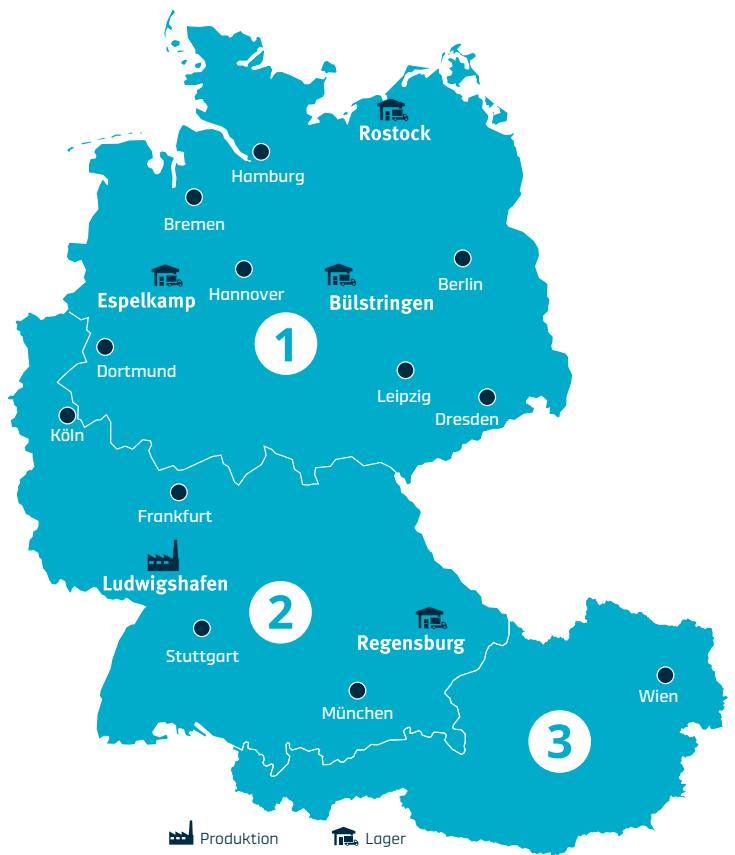 Rostock
Hamburg
Bremen
Berlin
Espelkamp
Hannover
Bülstringen
1
Dortmund
Leipzig
Dresden
Köln
Frankfurt
Ludwigshafen
2
Regensburg
Stuttgart
Wien
München
3
Produktion
Lager